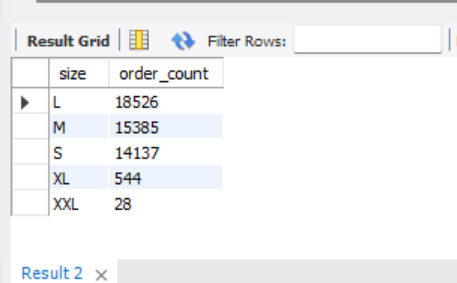 Result Grid Filter Rows:
size order_count
L 18526
M 15385
S 14137
XL 544
XXL 28
Result 2 ×